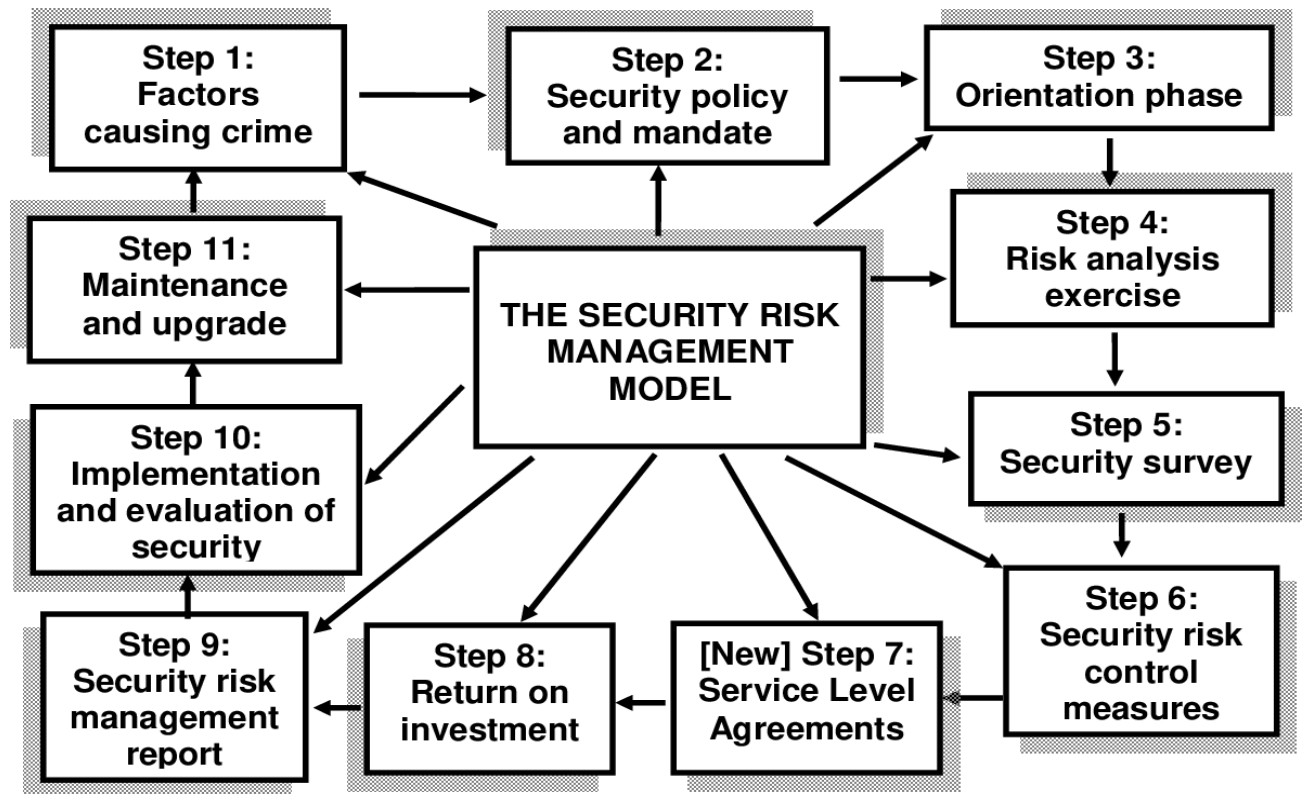 Step 1:
Factors
causing crime
Step 2:
Security policy
and mandate
Step 3:
Orientation phase
Step 4:
Risk analysis
exercise
Step 5:
Security survey
Step 6:
Security risk
control
measures
[New] Step 7:
Service Level
Agreements
Step 8:
Return on
investment
Step 9:
Security risk
management
report
Step 10:
Implementation
and evaluation of
security
Step 11:
Maintenance
and upgrade
THE SECURITY RISK
MANAGEMENT
MODEL